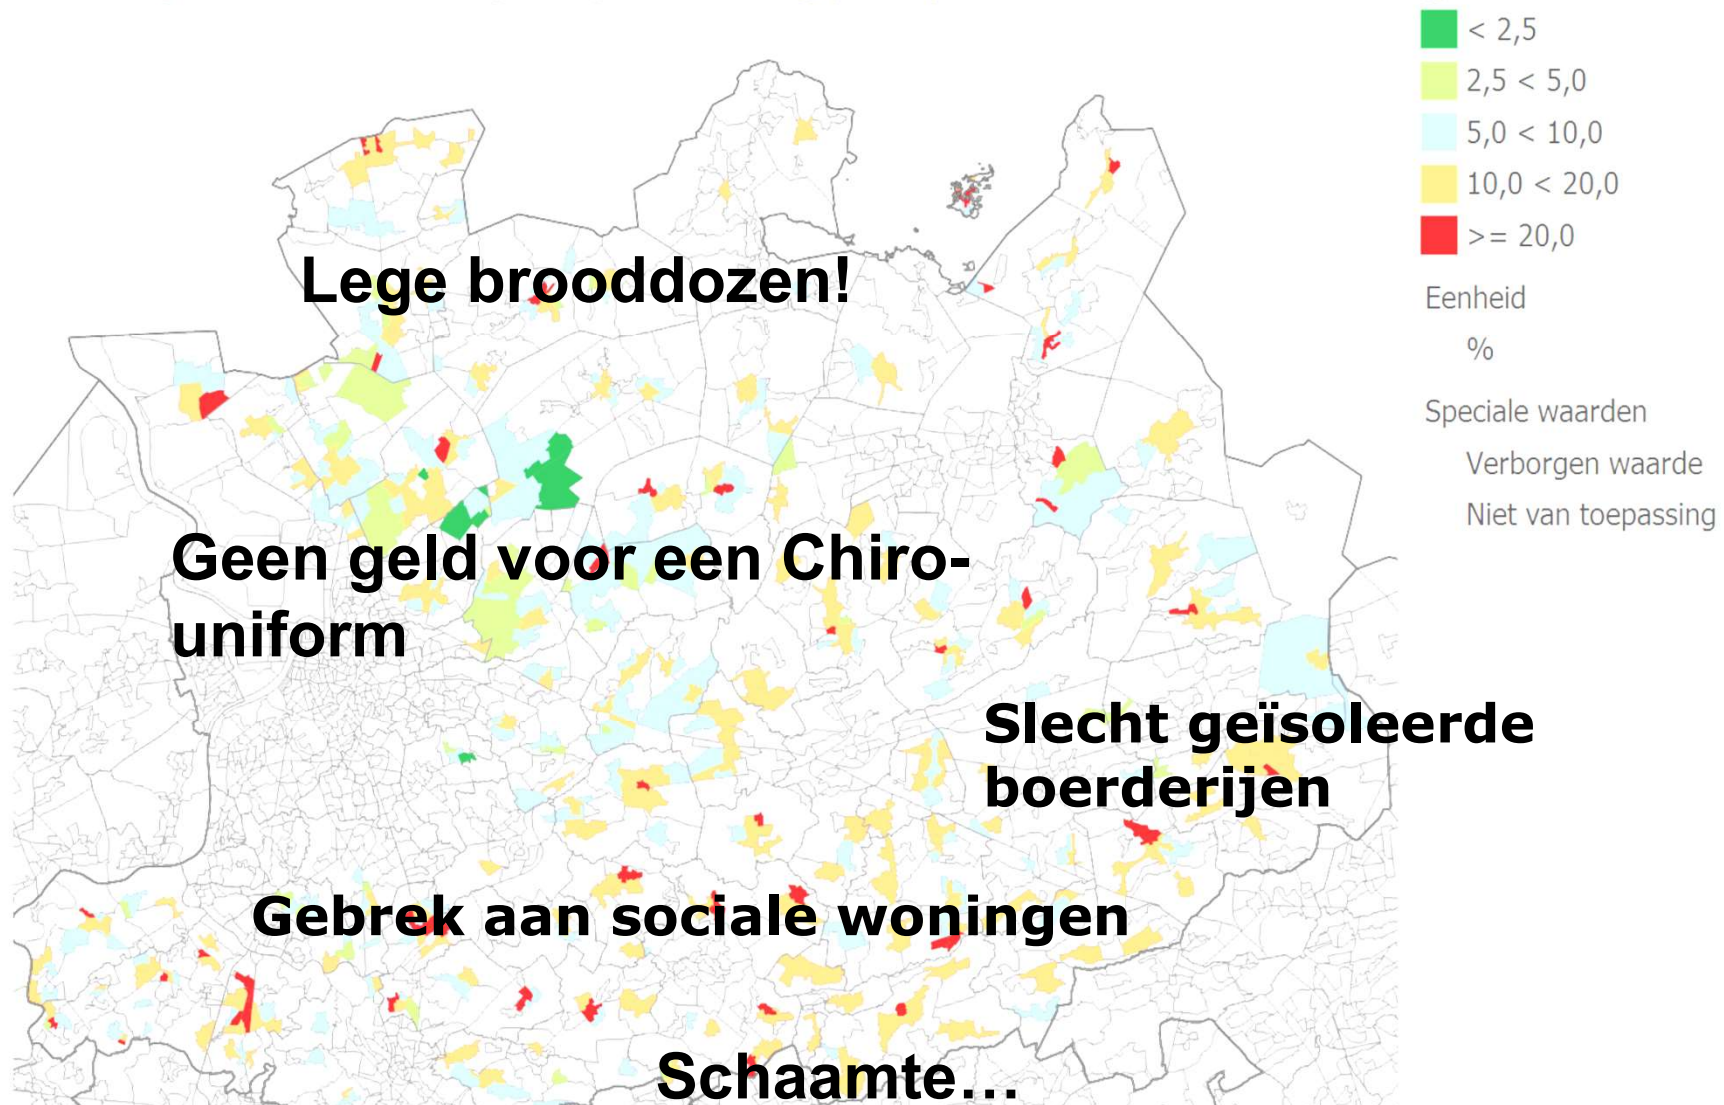 < 2,5
2,5 < 5,0
5,0 < 10,0
10,0 < 20,0
>= 20,0
Eenheid
%
Speciale waarden
Verborgen waarde
Niet van toepassing
Lege brooddozen!
Geen geld voor een Chiro-
uniform
Slecht geïsoleerde
boerderijen
Gebrek aan sociale woningen
Schaamte...